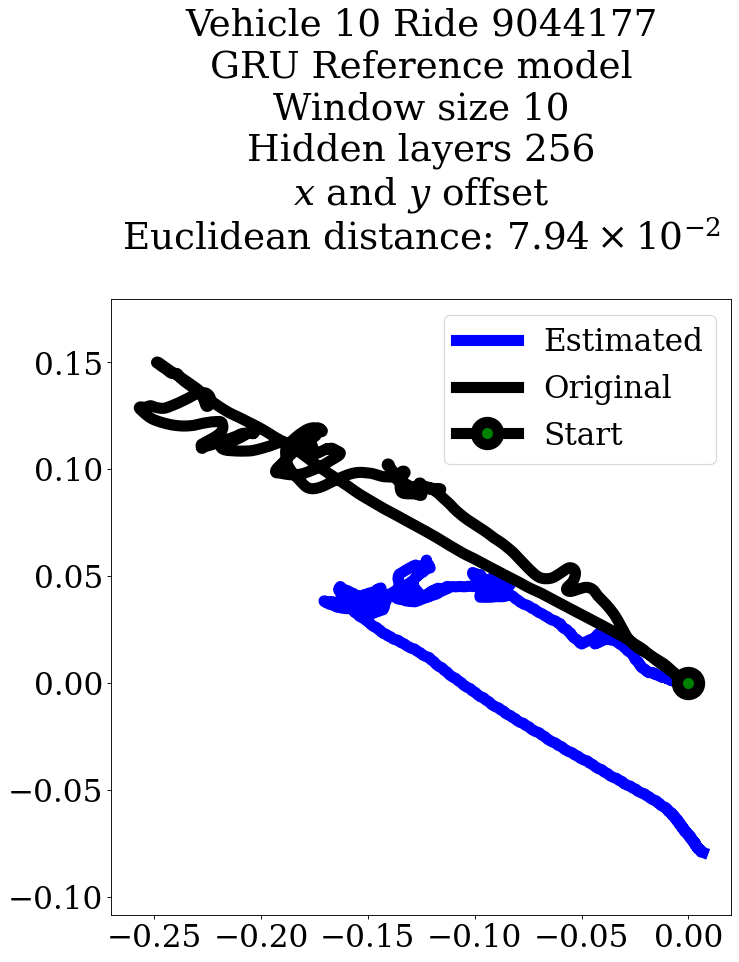 Vehicle 10 Ride 9044177
GRU Reference model
Window size 10
Hidden layers 256
x and y offset
Euclidean distance: 7.94 × 10⁻²
Estimated
Original
Start
0.15
0.10
0.05
0.00
−0.05
−0.10
−0.25 −0.20 −0.15 −0.10 −0.05 0.00